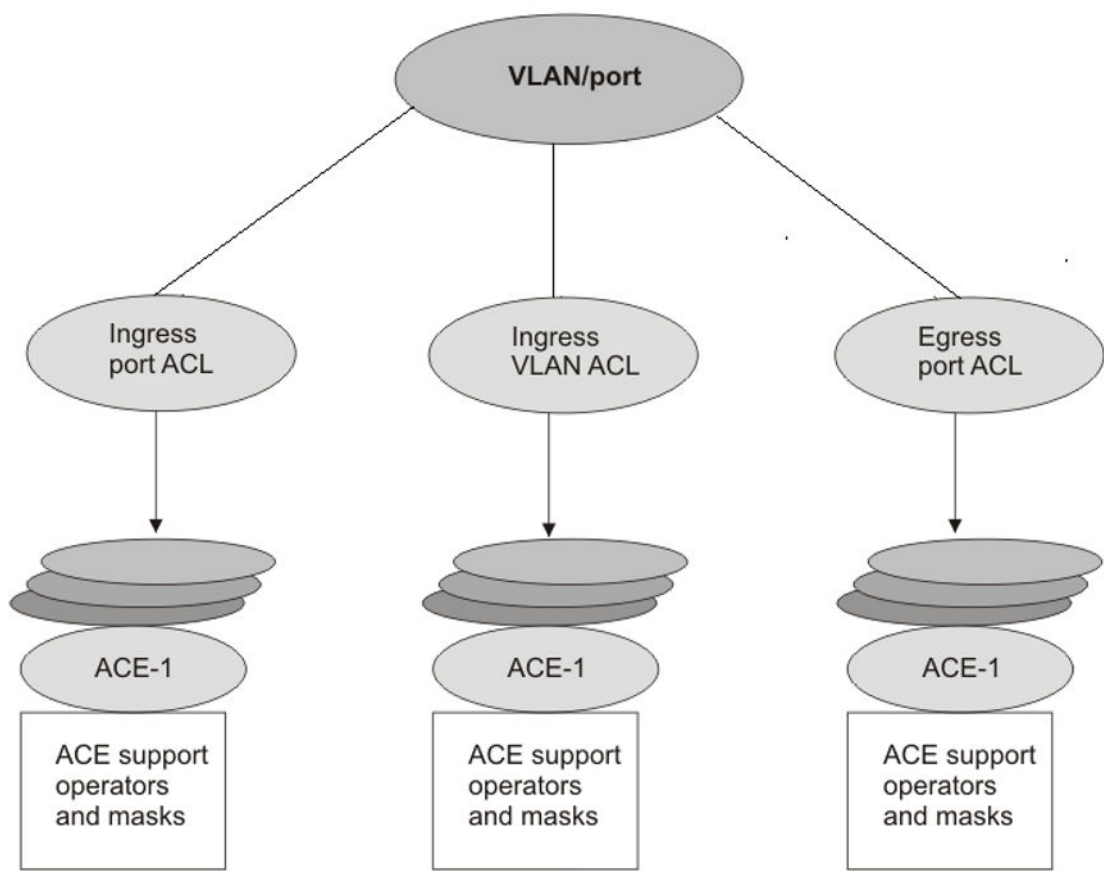 VLAN/port
Ingress
port ACL
Ingress
VLAN ACL
Egress
port ACL
ACE-1
ACE-1
ACE-1
ACE support
operators
and masks
ACE support
operators
and masks
ACE support
operators
and masks